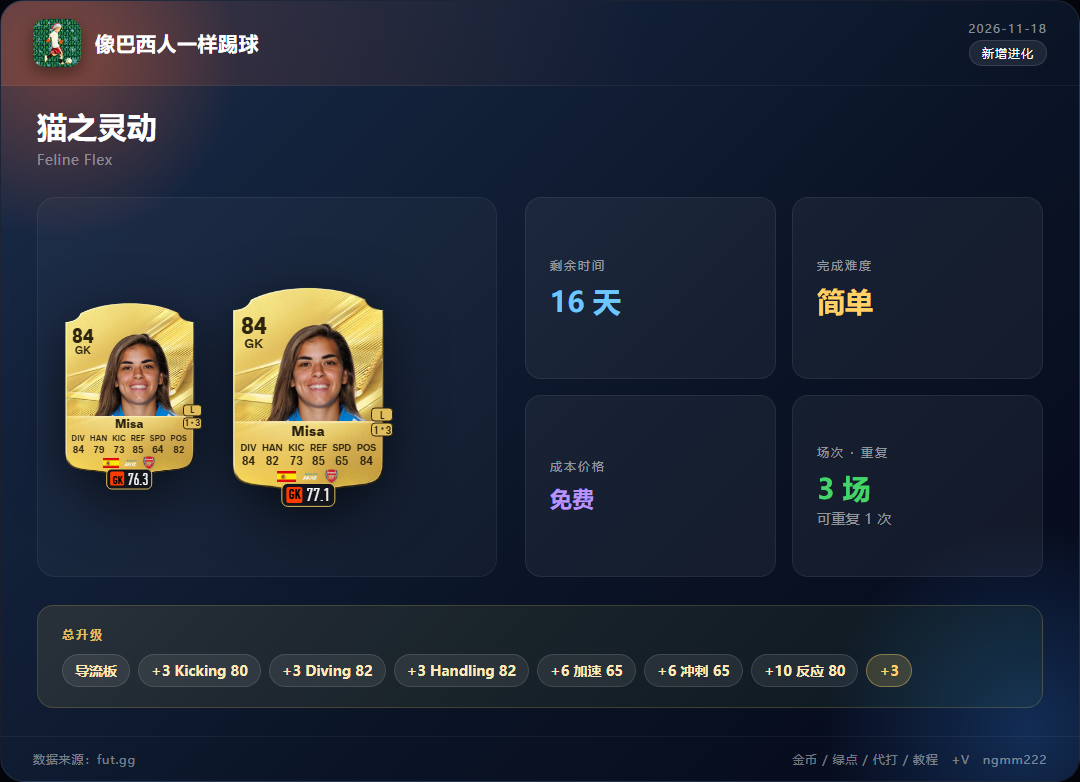 像巴西人一样踢球
2026-11-18
新增进化
猫之灵动
Feline Flex
84
GK
L
1·3
Misa
DIV HAN KIC REF SPD POS
84 79 73 85 64 82
GK 76.3
84
GK
L
1·3
Misa
DIV HAN KIC REF SPD POS
84 82 73 85 65 84
GK 77.1
剩余时间
16 天
完成难度
简单
成本价格
免费
场次 · 重复
3 场
可重复 1 次
总升级
导流板
+3 Kicking 80
+3 Diving 82
+3 Handling 82
+6 加速 65
+6 冲刺 65
+10 反应 80
+3
数据来源：fut.gg
金币 / 绿点 / 代打 / 教程 +V ngmm222